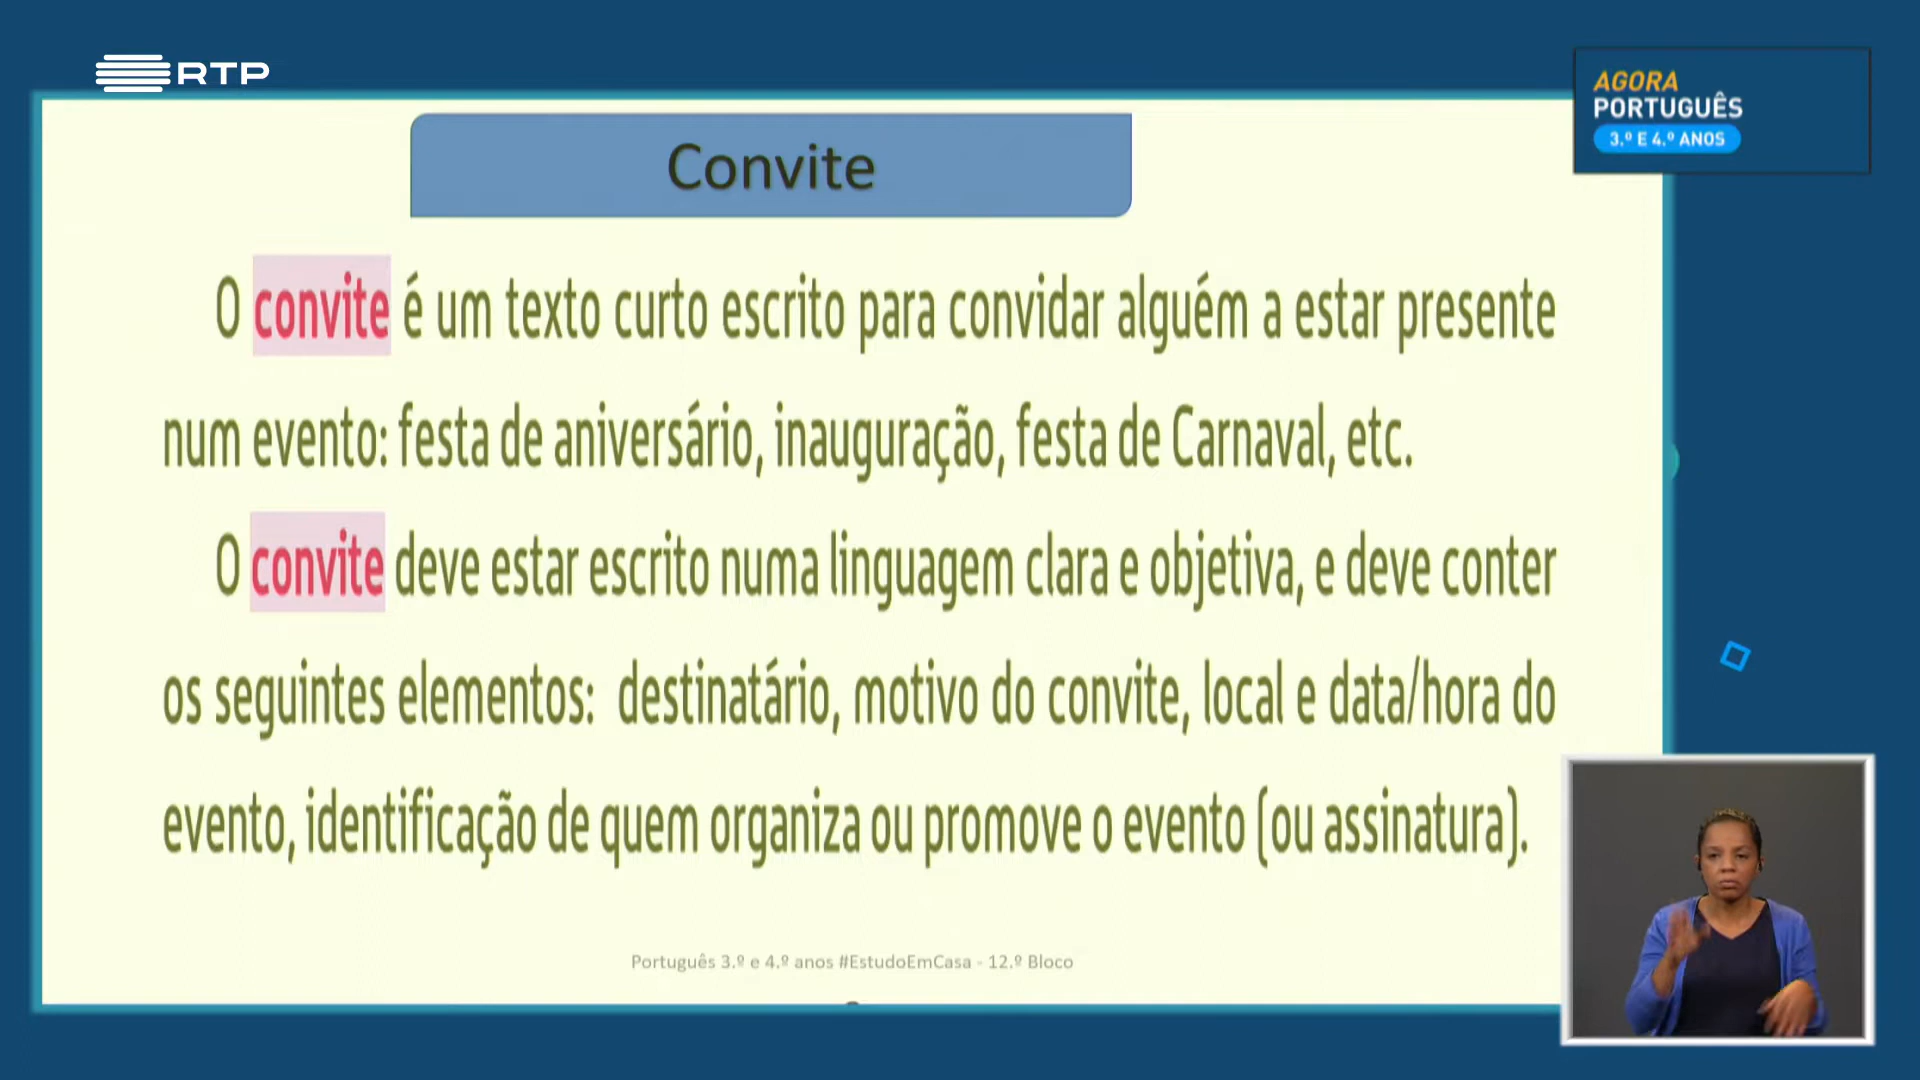 RTP
AGORA
PORTUGUÊS
3.º E 4.º ANOS
Convite
O convite é um texto curto escrito para convidar alguém a estar presente
num evento: festa de aniversário, inauguração, festa de Carnaval, etc.
O convite deve estar escrito numa linguagem clara e objetiva, e deve conter
os seguintes elementos: destinatário, motivo do convite, local e data/hora do
evento, identificação de quem organiza ou promove o evento (ou assinatura).
Português 3.º e 4.º anos #EstudoEmCasa - 12.º Bloco